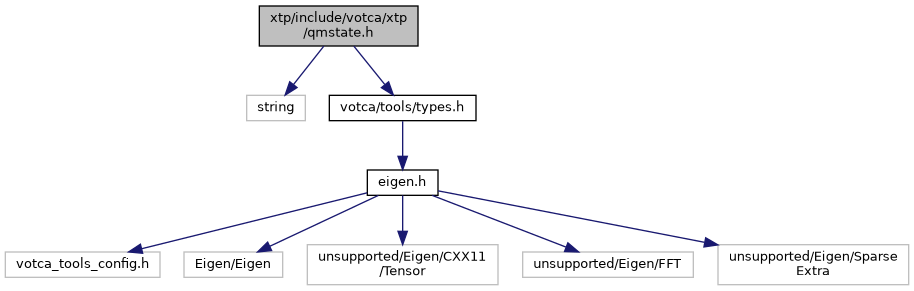 xtp/include/votca/xtp
/qmstate.h
string
votca/tools/types.h
eigen.h
votca_tools_config.h
Eigen/Eigen
unsupported/Eigen/CXX11
/Tensor
unsupported/Eigen/FFT
unsupported/Eigen/Sparse
Extra